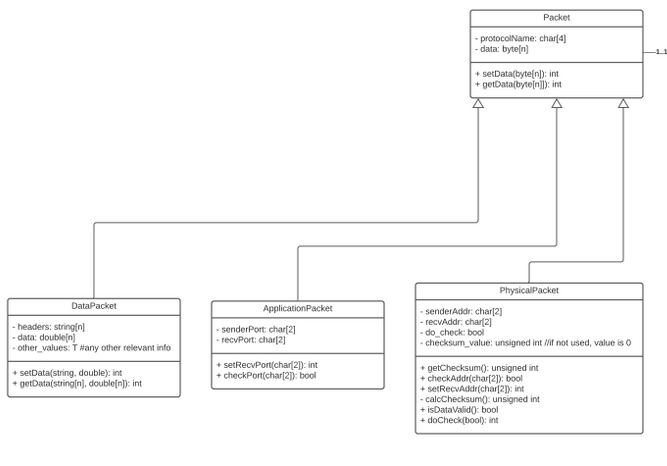 Packet
- protocolName: char[4]
- data: byte[n]
1..1
+ setData(byte[n]): int
+ getData(byte[n]]): int
DataPacket
- headers: string[n]
- data: double[n]
- other_values: T #any other relevant info
+ setData(string, double): int
+ getData(string[n], double[n]): int
ApplicationPacket
- senderPort: char[2]
- recvPort: char[2]
+ setRecvPort(char[2]): int
+ checkPort(char[2]): bool
PhysicalPacket
- senderAddr: char[2]
- recvAddr: char[2]
- do_check: bool
- checksum_value: unsigned int //if not used, value is 0
+ getChecksum(): unsigned int
+ checkAddr(char[2]): bool
+ setRecvAddr(char[2]): int
- calcChecksum(): unsigned int
+ isDataValid(): bool
+ doCheck(bool): int